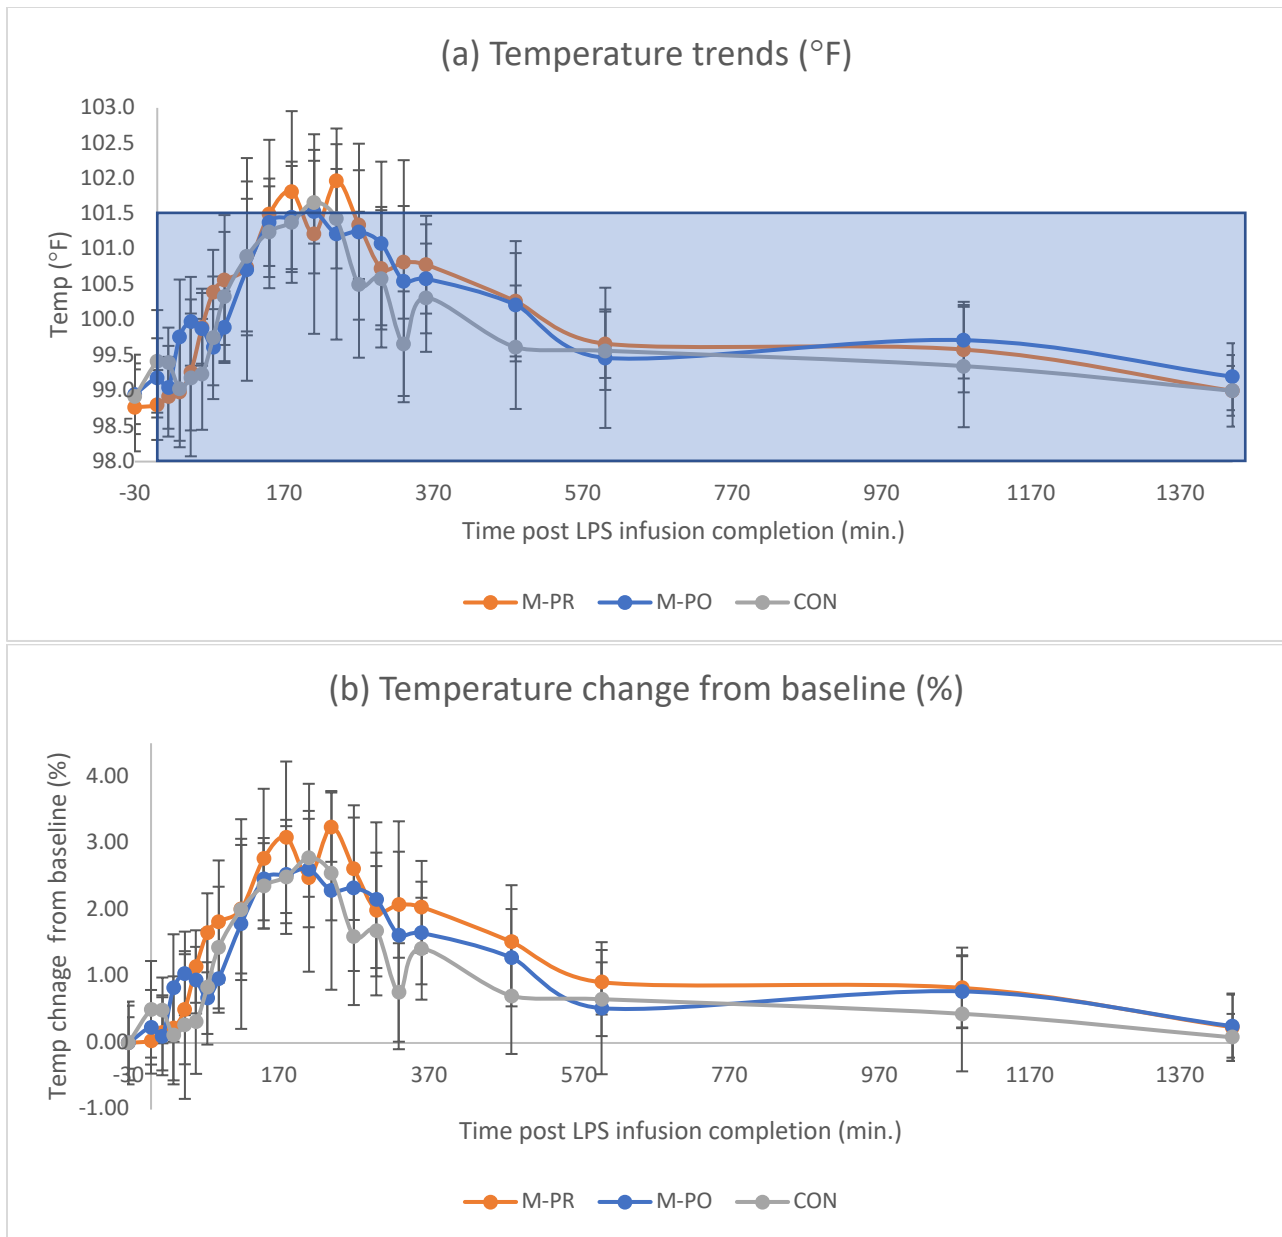 (a) Temperature trends (°F)
103.0
102.5
102.0
101.5
101.0
100.5
100.0
99.5
99.0
98.5
98.0
Temp (°F)
-30 170 370 570 770 970 1170 1370
Time post LPS infusion completion (min.)
M-PR M-PO CON
(b) Temperature change from baseline (%)
4.00
3.00
2.00
1.00
0.00
-1.00
Temp chnage from baseline (%)
-30 170 370 570 770 970 1170 1370
Time post LPS infusion completion (min.)
M-PR M-PO CON